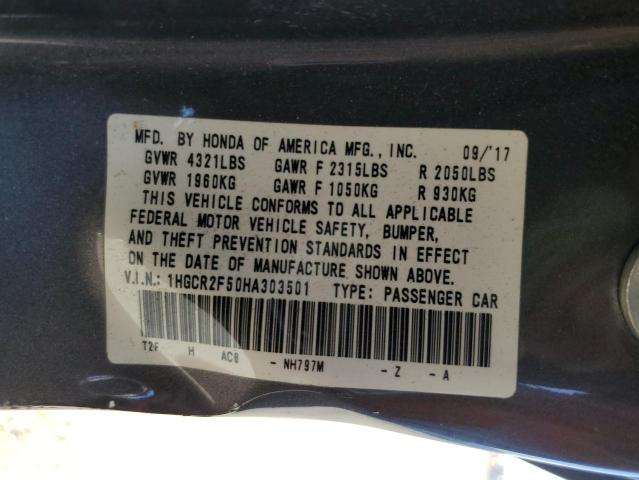 MFD. BY HONDA OF AMERICA MFG., INC. 09/'17
GVWR 4321LBS GAWR F 2315LBS R 2050LBS
GVWR 1960KG GAWR F 1050KG R 930KG
THIS VEHICLE CONFORMS TO ALL APPLICABLE
FEDERAL MOTOR VEHICLE SAFETY, BUMPER,
AND THEFT PREVENTION STANDARDS IN EFFECT
ON THE DATE OF MANUFACTURE SHOWN ABOVE.
V.I.N.: 1HGCR2F50HA303501 TYPE: PASSENGER CAR
T2F H AC8 - NH797M - Z - A